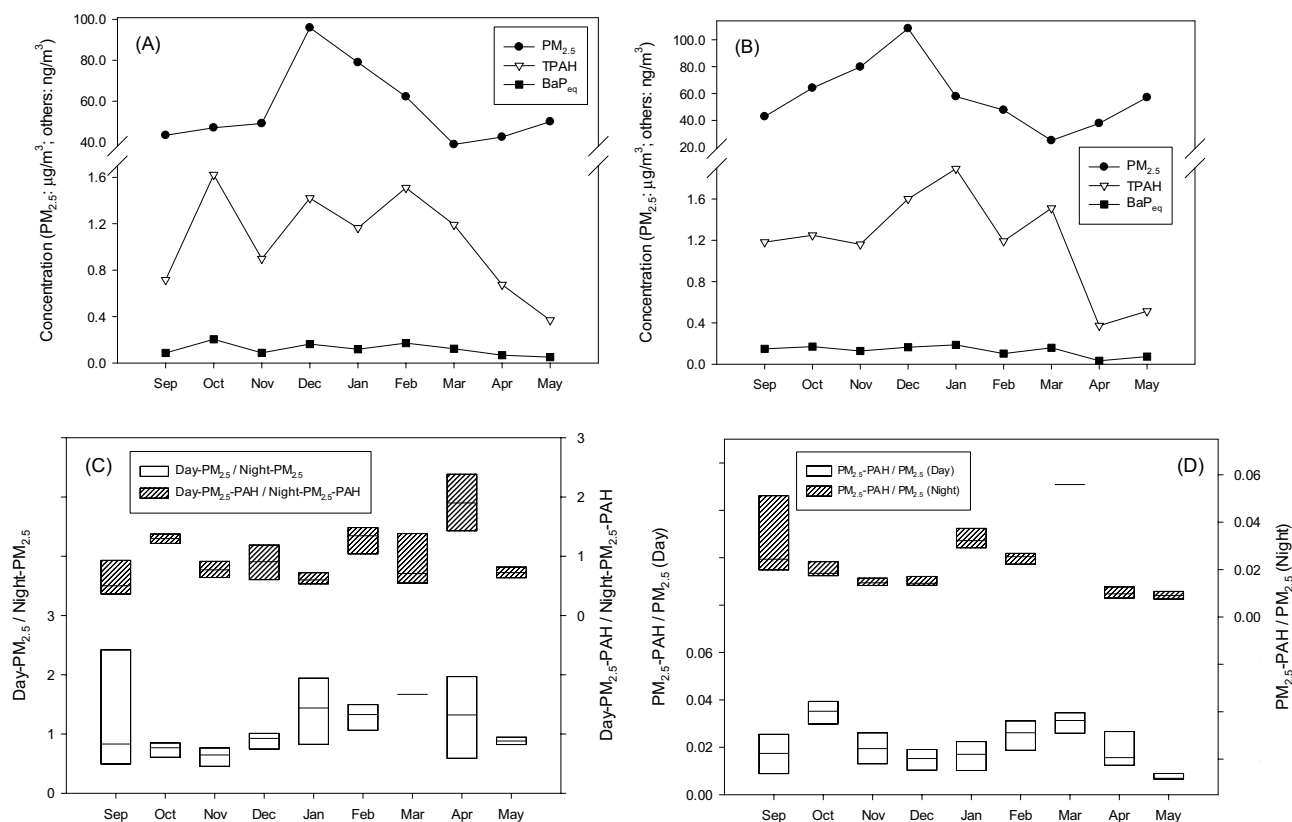 (A)
PM2.5
TPAH
BaPeq
Concentration (PM2.5: μg/m3; others: ng/m3)
100.0
80.0
60.0
40.0
1.6
1.2
0.8
0.4
0.0
Sep Oct Nov Dec Jan Feb Mar Apr May
(B)
PM2.5
TPAH
BaPeq
Concentration (PM2.5: μg/m3; others: ng/m3)
100.0
80.0
60.0
40.0
20.0
1.6
1.2
0.8
0.4
0.0
Sep Oct Nov Dec Jan Feb Mar Apr May
(C)
Day-PM2.5 / Night-PM2.5
Day-PM2.5-PAH / Night-PM2.5-PAH
Day-PM2.5 / Night-PM2.5
3
2
1
0
3
2
1
0
Day-PM2.5-PAH / Night-PM2.5-PAH
Sep Oct Nov Dec Jan Feb Mar Apr May
(D)
PM2.5-PAH / PM2.5 (Day)
PM2.5-PAH / PM2.5 (Night)
PM2.5-PAH / PM2.5 (Day)
0.04
0.03
0.02
0.00
0.06
0.04
0.02
0.00
PM2.5-PAH / PM2.5 (Night)
Sep Oct Nov Dec Jan Feb Mar Apr May